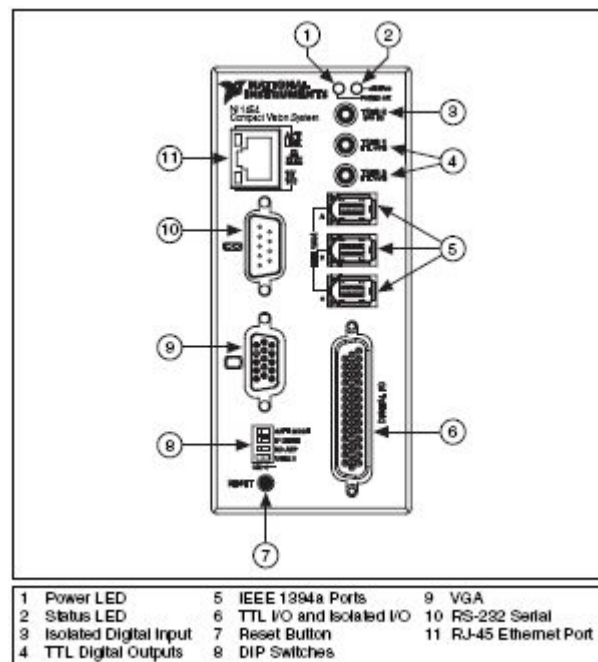 1 2
NATIONAL
INSTRUMENTS
Compact Vision System
3
4
5
6
7
8
9
10
11
DIGITAL I/O
RESET
1 Power LED
2 Status LED
3 Isolated Digital Input
4 TTL Digital Outputs
5 IEEE 1394a Ports
6 TTL I/O and Isolated I/O
7 Reset Button
8 DIP Switches
9 VGA
10 RS-232 Serial
11 RJ-45 Ethernet Port